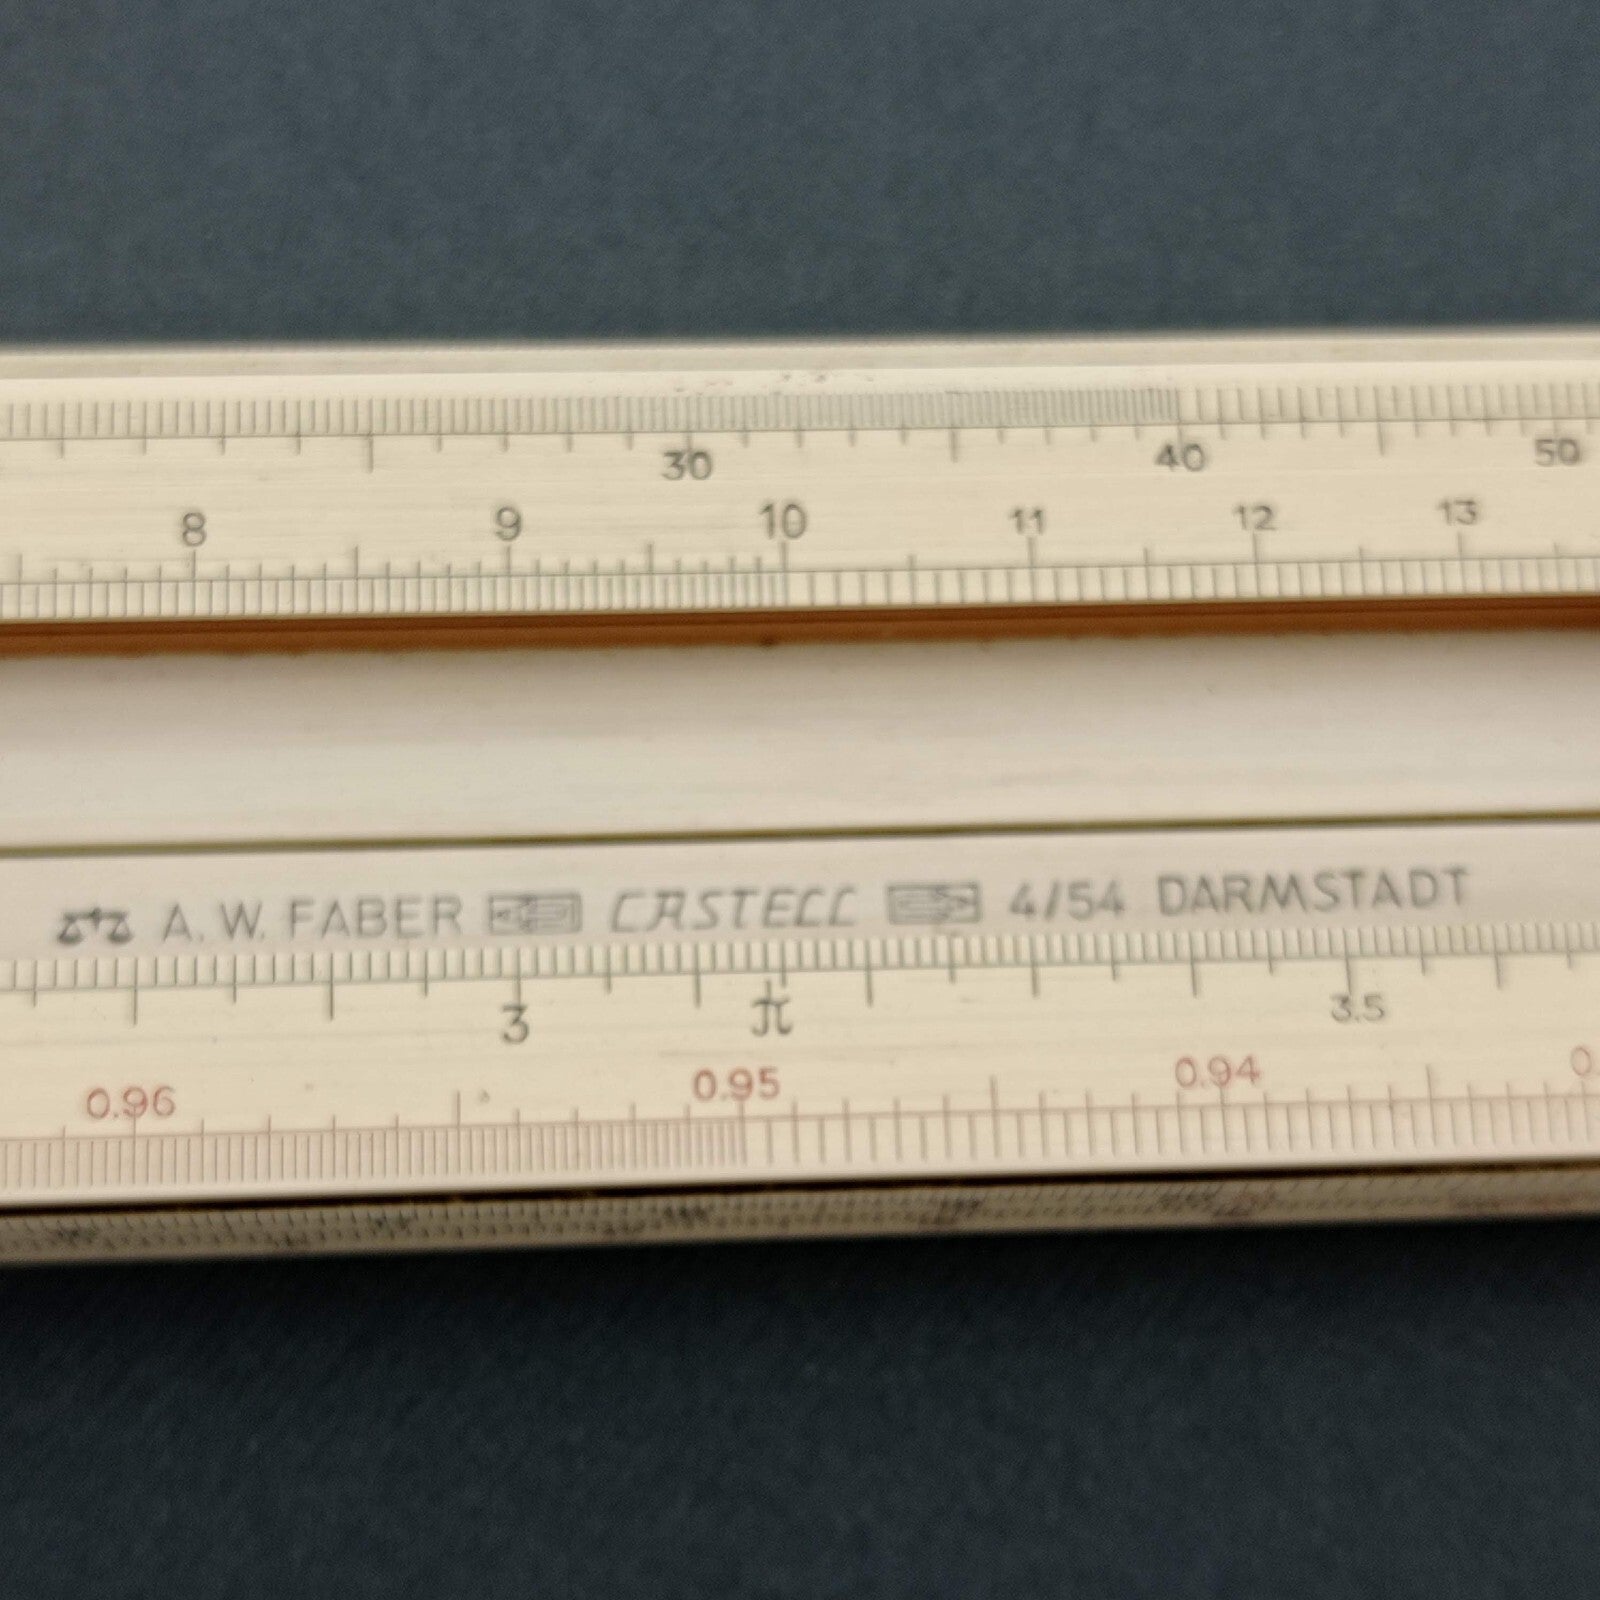 30 40 50
8 9 10 11 12 13
A.W. FABER CASTELL 4/54 DARMSTADT
3 π 3.5
0.96 0.95 0.94 0.